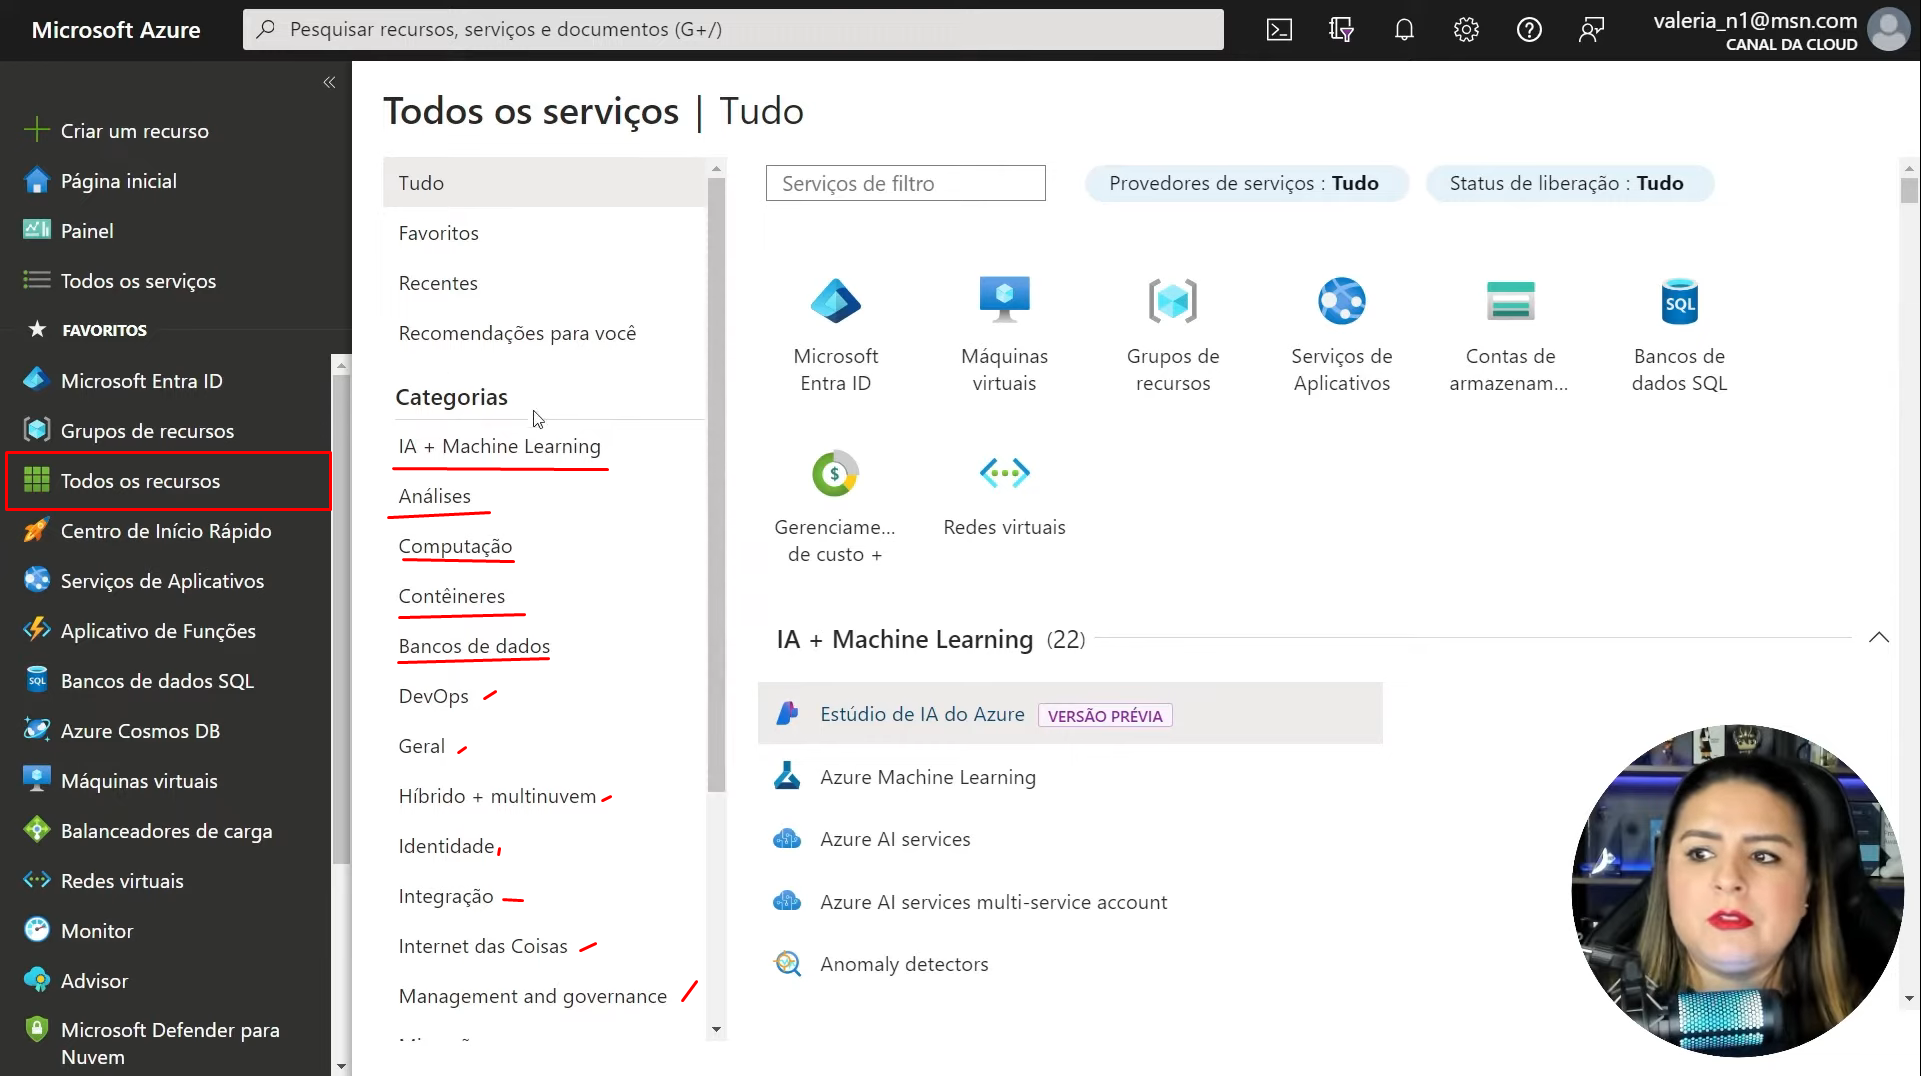 Microsoft Azure
Pesquisar recursos, serviços e documentos (G+/)
valeria_n1@msn.com
CANAL DA CLOUD
Criar um recurso
Página inicial
Painel
Todos os serviços
FAVORITOS
Microsoft Entra ID
Grupos de recursos
Todos os recursos
Centro de Início Rápido
Serviços de Aplicativos
Aplicativo de Funções
SQL
Bancos de dados SQL
Azure Cosmos DB
Máquinas virtuais
Balanceadores de carga
Redes virtuais
Monitor
Advisor
Microsoft Defender para
Nuvem
Todos os serviços | Tudo
Tudo
Favoritos
Recentes
Recomendações para você
Categorias
IA + Machine Learning
Análises
Computação
Contêineres
Bancos de dados
DevOps
Geral
Híbrido + multinuvem
Identidade
Integração
Internet das Coisas
Management and governance
Serviços de filtro
Provedores de serviços : Tudo
Status de liberação : Tudo
Microsoft
Entra ID
Máquinas
virtuais
Grupos de
recursos
Serviços de
Aplicativos
Contas de
armazenam...
SQL
Bancos de
dados SQL
Gerenciame...
de custo +
Redes virtuais
IA + Machine Learning (22)
Estúdio de IA do Azure VERSÃO PRÉVIA
Azure Machine Learning
Azure AI services
Azure AI services multi-service account
Anomaly detectors